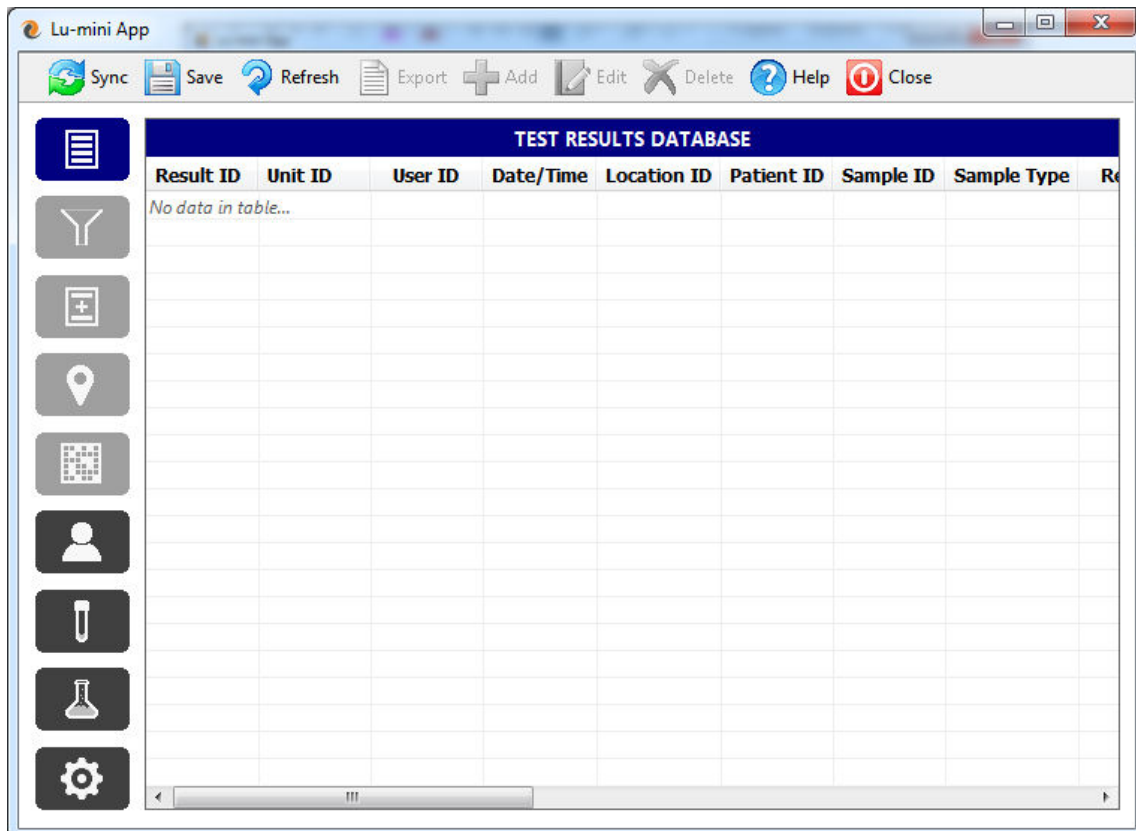 Lu-mini App
Sync Save Refresh Export Add Edit Delete Help Close
TEST RESULTS DATABASE
Result ID Unit ID User ID Date/Time Location ID Patient ID Sample ID Sample Type Re
No data in table...